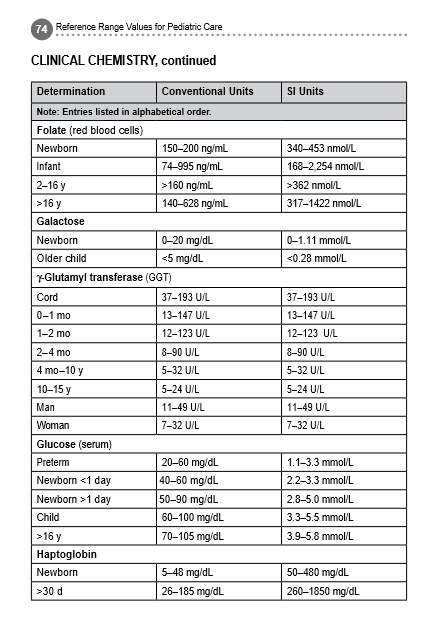 74 Reference Range Values for Pediatric Care
CLINICAL CHEMISTRY, continued
Determination Conventional Units SI Units
Note: Entries listed in alphabetical order.
Folate (red blood cells)
Newborn 150–200 ng/mL 340–453 nmol/L
Infant 74–995 ng/mL 168–2,254 nmol/L
2–16 y >160 ng/mL >362 nmol/L
>16 y 140–628 ng/mL 317–1422 nmol/L
Galactose
Newborn 0–20 mg/dL 0–1.11 mmol/L
Older child <5 mg/dL <0.28 mmol/L
γ-Glutamyl transferase (GGT)
Cord 37–193 U/L 37–193 U/L
0–1 mo 13–147 U/L 13–147 U/L
1–2 mo 12–123 U/L 12–123 U/L
2–4 mo 8–90 U/L 8–90 U/L
4 mo–10 y 5–32 U/L 5–32 U/L
10–15 y 5–24 U/L 5–24 U/L
Man 11–49 U/L 11–49 U/L
Woman 7–32 U/L 7–32 U/L
Glucose (serum)
Preterm 20–60 mg/dL 1.1–3.3 mmol/L
Newborn <1 day 40–60 mg/dL 2.2–3.3 mmol/L
Newborn >1 day 50–90 mg/dL 2.8–5.0 mmol/L
Child 60–100 mg/dL 3.3–5.5 mmol/L
>16 y 70–105 mg/dL 3.9–5.8 mmol/L
Haptoglobin
Newborn 5–48 mg/dL 50–480 mg/dL
>30 d 26–185 mg/dL 260–1850 mg/dL